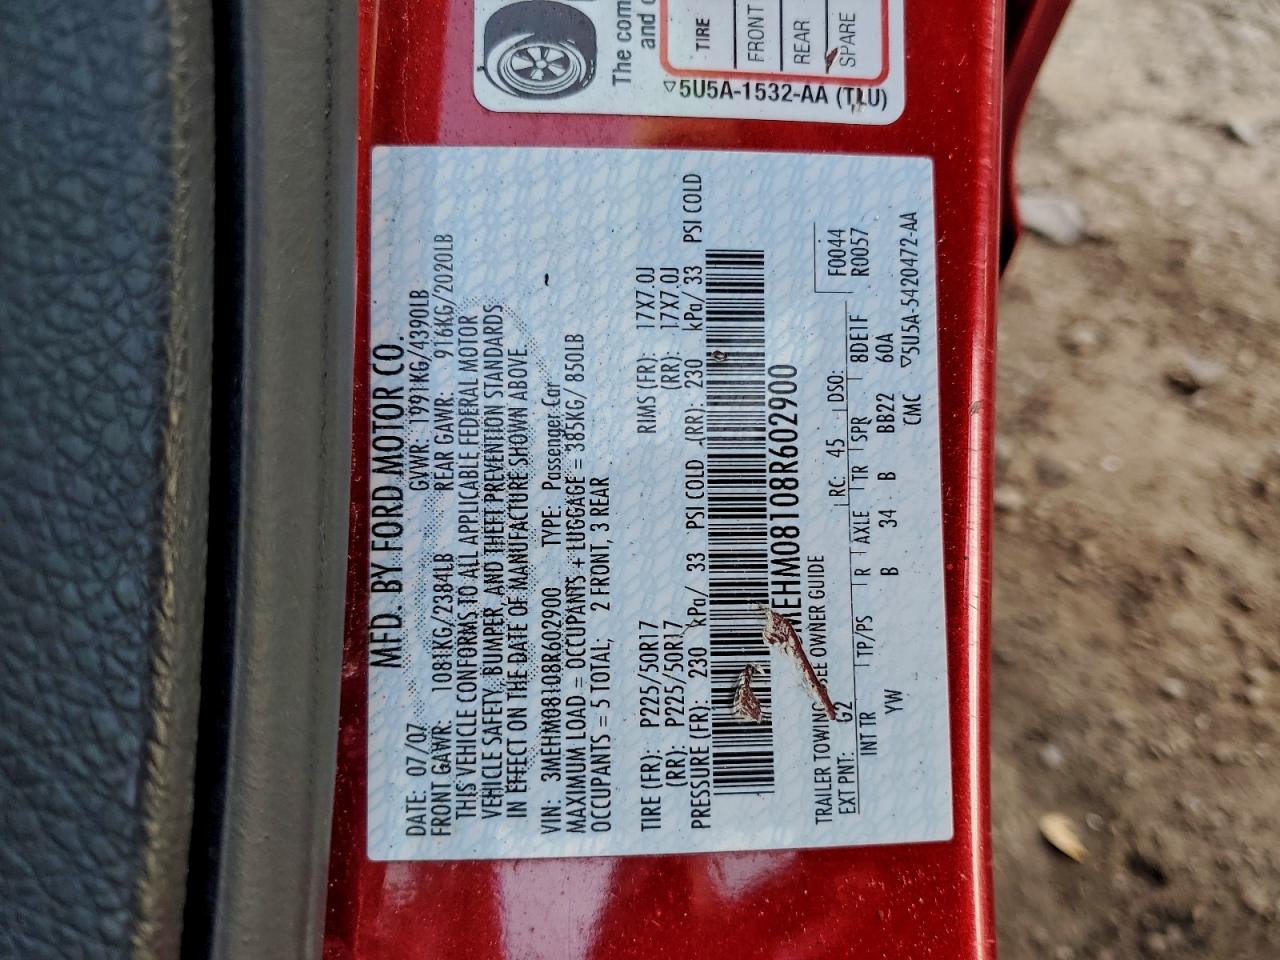 The com
and c
TIRE
FRONT
REAR
SPARE
5U5A-1532-AA (TLU)
MFD. BY FORD MOTOR CO.
DATE: 07/07 GVWR: 1991KG/4390LB
FRONT GAWR: 1081KG/2384LB REAR GAWR: 916KG/2020LB
THIS VEHICLE CONFORMS TO ALL APPLICABLE FEDERAL MOTOR
VEHICLE SAFETY, BUMPER, AND THEFT PREVENTION STANDARDS
IN EFFECT ON THE DATE OF MANUFACTURE SHOWN ABOVE
VIN: 3MEHM08108R602900 TYPE: Passenger Car
MAXIMUM LOAD = OCCUPANTS + LUGGAGE = 385KG/ 850LB
OCCUPANTS = 5 TOTAL, 2 FRONT, 3 REAR
TIRE (FR): P225/50R17 RIMS (FR): 17X7.0J
(RR): P225/50R17 (RR): 17X7.0J
PRESSURE (FR): 230 kPa/ 33 PSI COLD (RR): 230 kPa/ 33 PSI COLD
MEHM08108R602900
TRAILER TOWING SEE OWNER GUIDE F0044
EXT PNT: G2 RC: 45 DSO: R0057
INT TR TP/PS R AXLE TR SPR 8DE1F
YW B 34 B BB22 60A
CMC 5U5A-5420472-AA